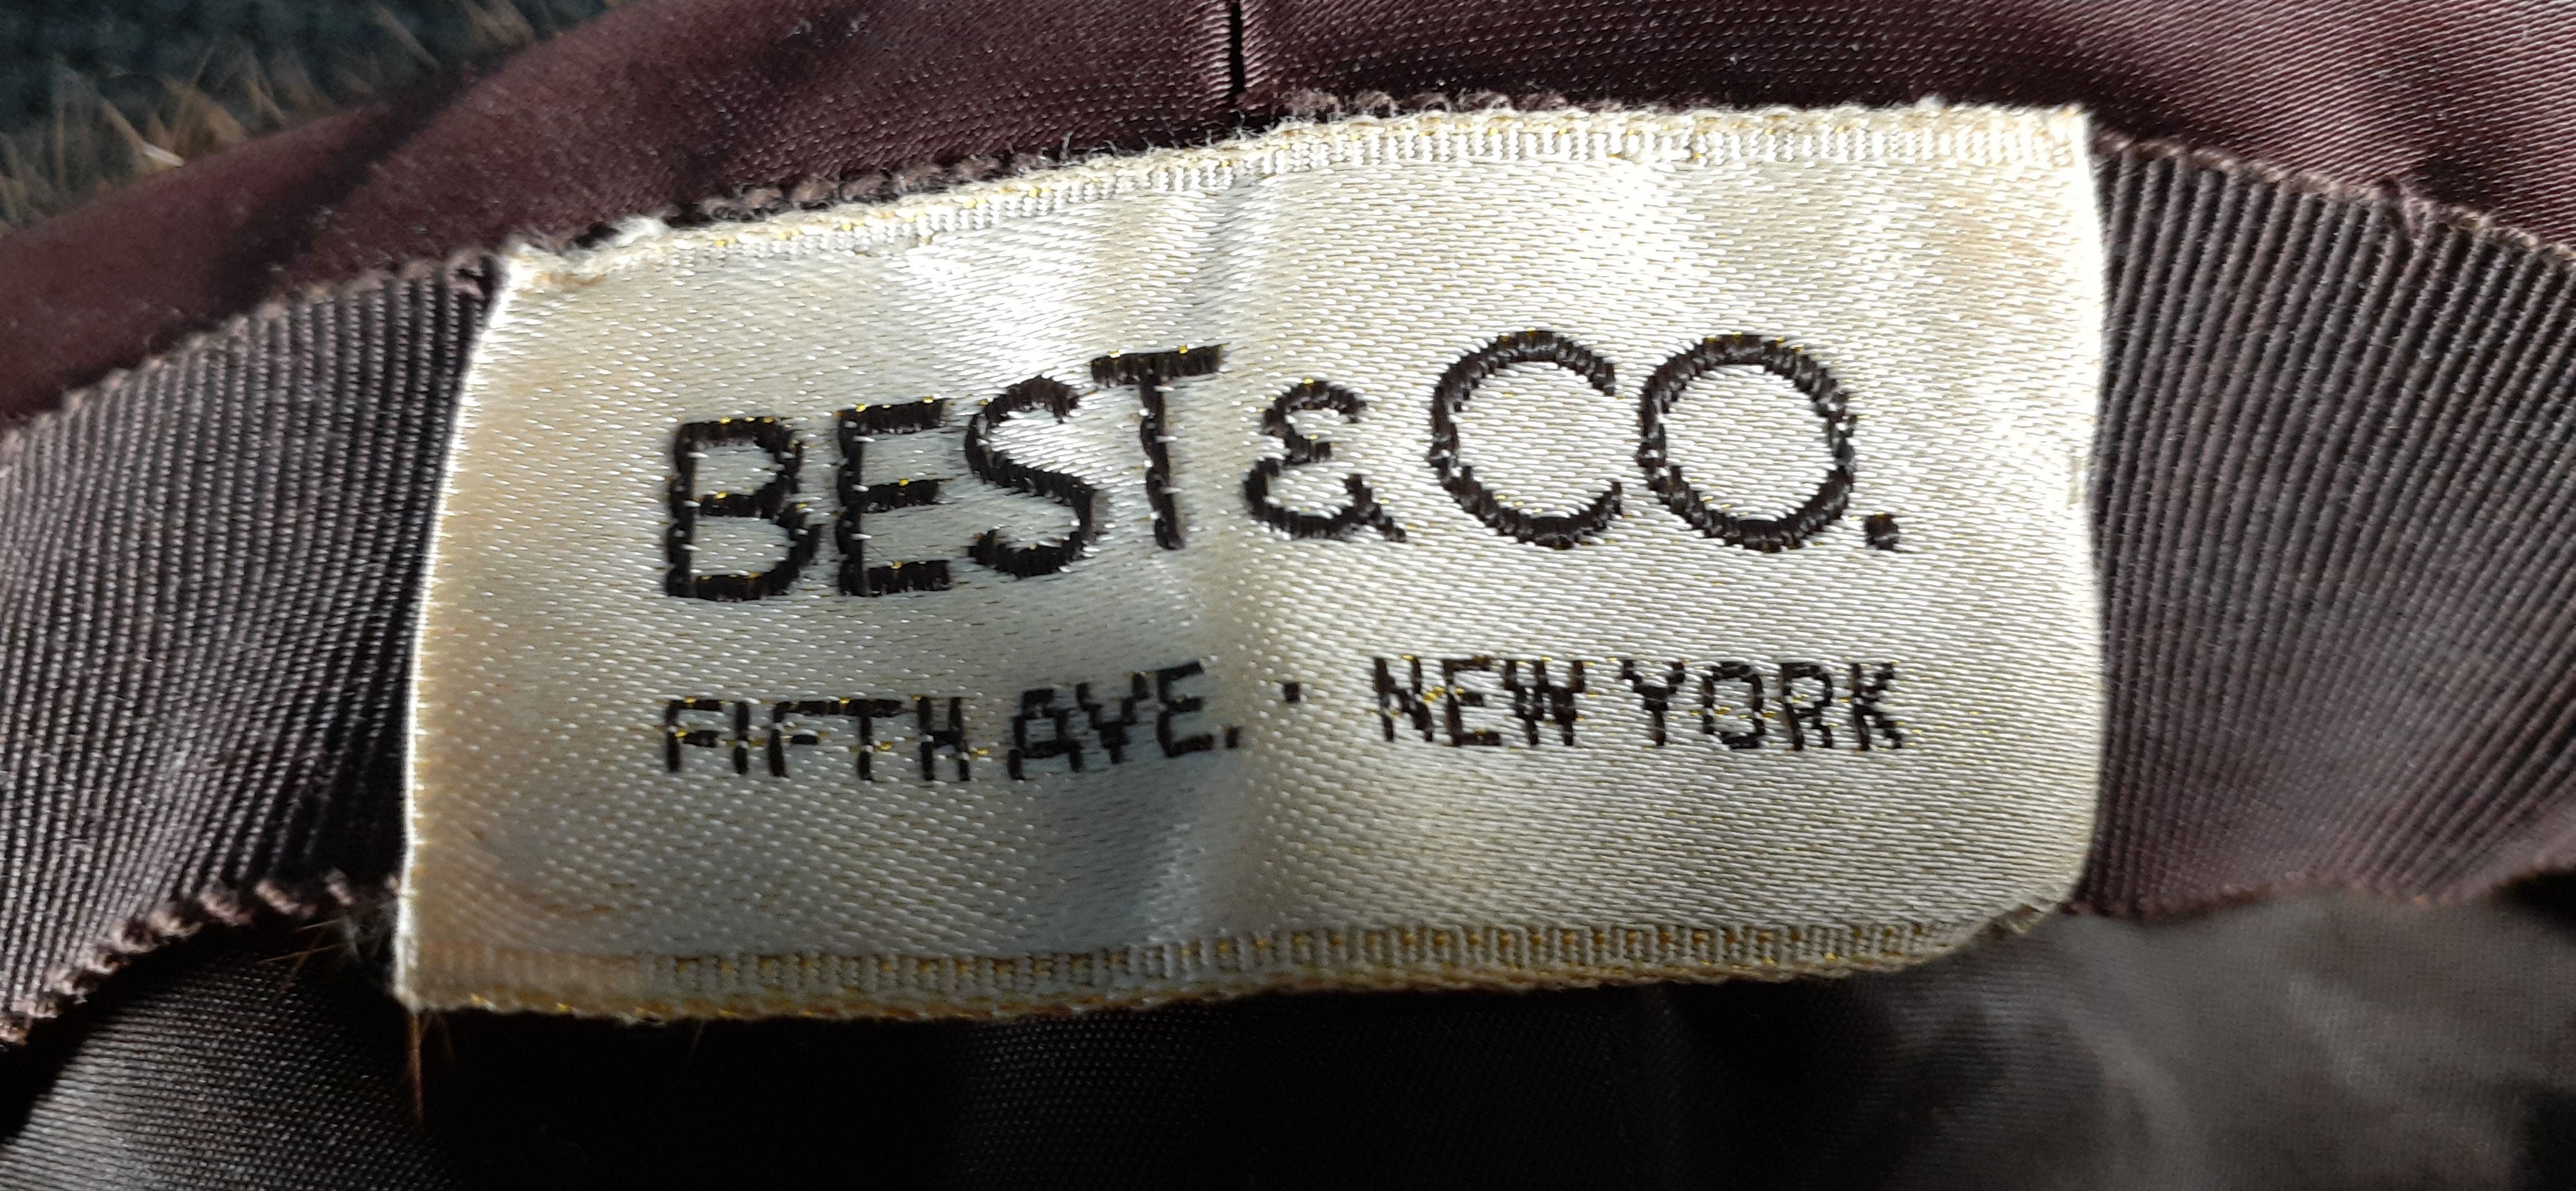 BEST & CO.
FIFTH AVE. · NEW YORK